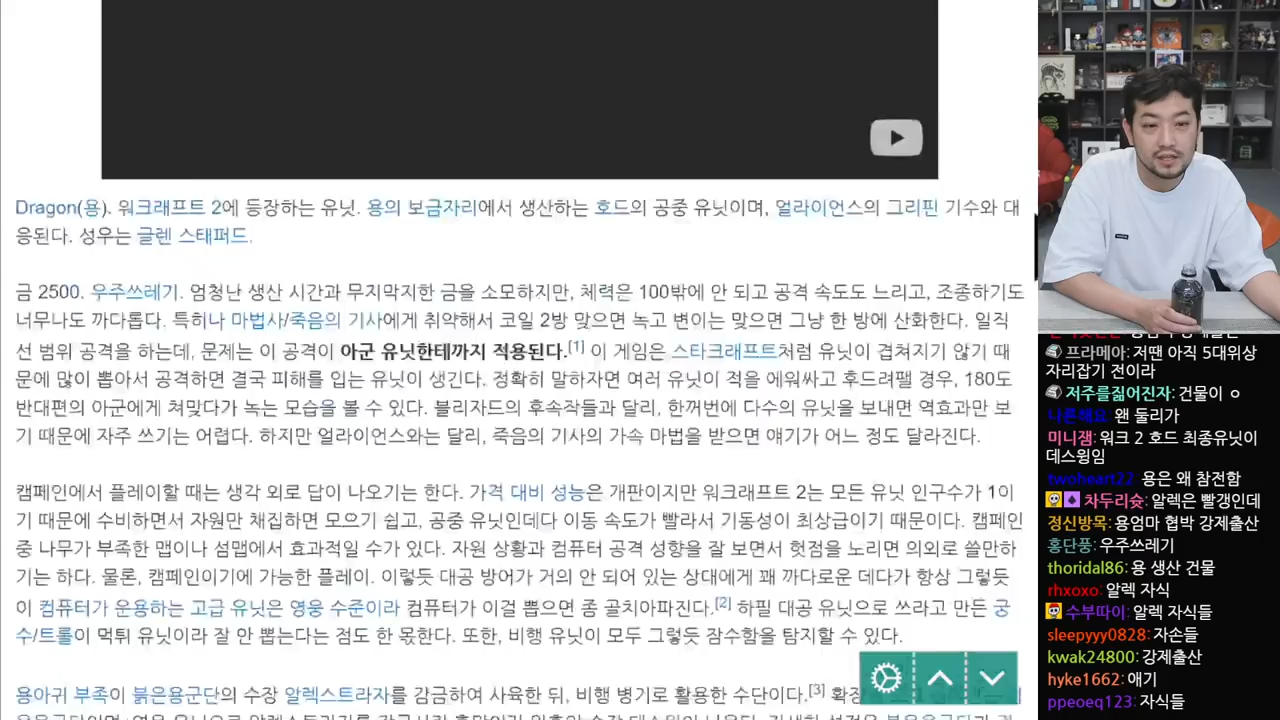 Dragon(용). 워크래프트 2에 등장하는 유닛. 용의 보금자리에서 생산하는 호드의 공중 유닛이며, 얼라이언스의 그리핀 기수와 대
응된다. 성우는 글렌 스태퍼드.
금 2500. 우주쓰레기. 엄청난 생산 시간과 무지막지한 금을 소모하지만, 체력은 100밖에 안 되고 공격 속도도 느리고, 조종하기도
너무나도 까다롭다. 특히나 마법사/죽음의 기사에게 취약해서 코일 2방 맞으면 녹고 변이는 맞으면 그냥 한 방에 산화한다. 일직
선 범위 공격을 하는데, 문제는 이 공격이 아군 유닛한테까지 적용된다.[1] 이 게임은 스타크래프트처럼 유닛이 겹쳐지기 않기 때
문에 많이 뽑아서 공격하면 결국 피해를 입는 유닛이 생긴다. 정확히 말하자면 여러 유닛이 적을 에워싸고 후드려팰 경우, 180도
반대편의 아군에게 쳐맞다가 녹는 모습을 볼 수 있다. 블리자드의 후속작들과 달리, 한꺼번에 다수의 유닛을 보내면 역효과만 보
기 때문에 자주 쓰기는 어렵다. 하지만 얼라이언스와는 달리, 죽음의 기사의 가속 마법을 받으면 얘기가 어느 정도 달라진다.
캠페인에서 플레이할 때는 생각 외로 답이 나오기는 한다. 가격 대비 성능은 개판이지만 워크래프트 2는 모든 유닛 인구수가 1이
기 때문에 수비하면서 자원만 채집하면 모으기 쉽고, 공중 유닛인데다 이동 속도가 빨라서 기동성이 최상급이기 때문이다. 캠페인
중 나무가 부족한 맵이나 섬맵에서 효과적일 수가 있다. 자원 상황과 컴퓨터 공격 성향을 잘 보면서 헛점을 노리면 의외로 쓸만하
기는 하다. 물론, 캠페인이기에 가능한 플레이. 이렇듯 대공 방어가 거의 안 되어 있는 상대에게 꽤 까다로운 데다가 항상 그렇듯
이 컴퓨터가 운용하는 고급 유닛은 영웅 수준이라 컴퓨터가 이걸 뽑으면 좀 골치아파진다.[2] 하필 대공 유닛으로 쓰라고 만든 궁
수/트롤이 먹튀 유닛이라 잘 안 뽑는다는 점도 한 몫한다. 또한, 비행 유닛이 모두 그렇듯 잠수함을 탐지할 수 있다.
용아귀 부족이 붉은용군단의 수장 알렉스트라자를 감금하여 사육한 뒤, 비행 병기로 활용한 수단이다.[3]
프라메아: 저땐 아직 5대위상
자리잡기 전이라
저주를짊어진자: 건물이 ㅇ
나른해요: 왠 둘리가
미니잼: 워크 2 호드 최종유닛이
데스윙임
twoheart22: 용은 왜 참전함
차두리슛: 알렉은 빨갱인데
정신방목: 용엄마 협박 강제출산
홍단풍: 우주쓰레기
thoridal86: 용 생산 건물
rhxoxo: 알렉 자식
수부따이: 알렉 자식들
sleepyyy0828: 자손들
kwak24800: 강제출산
hyke1662: 애기
ppeoeq123: 자식들